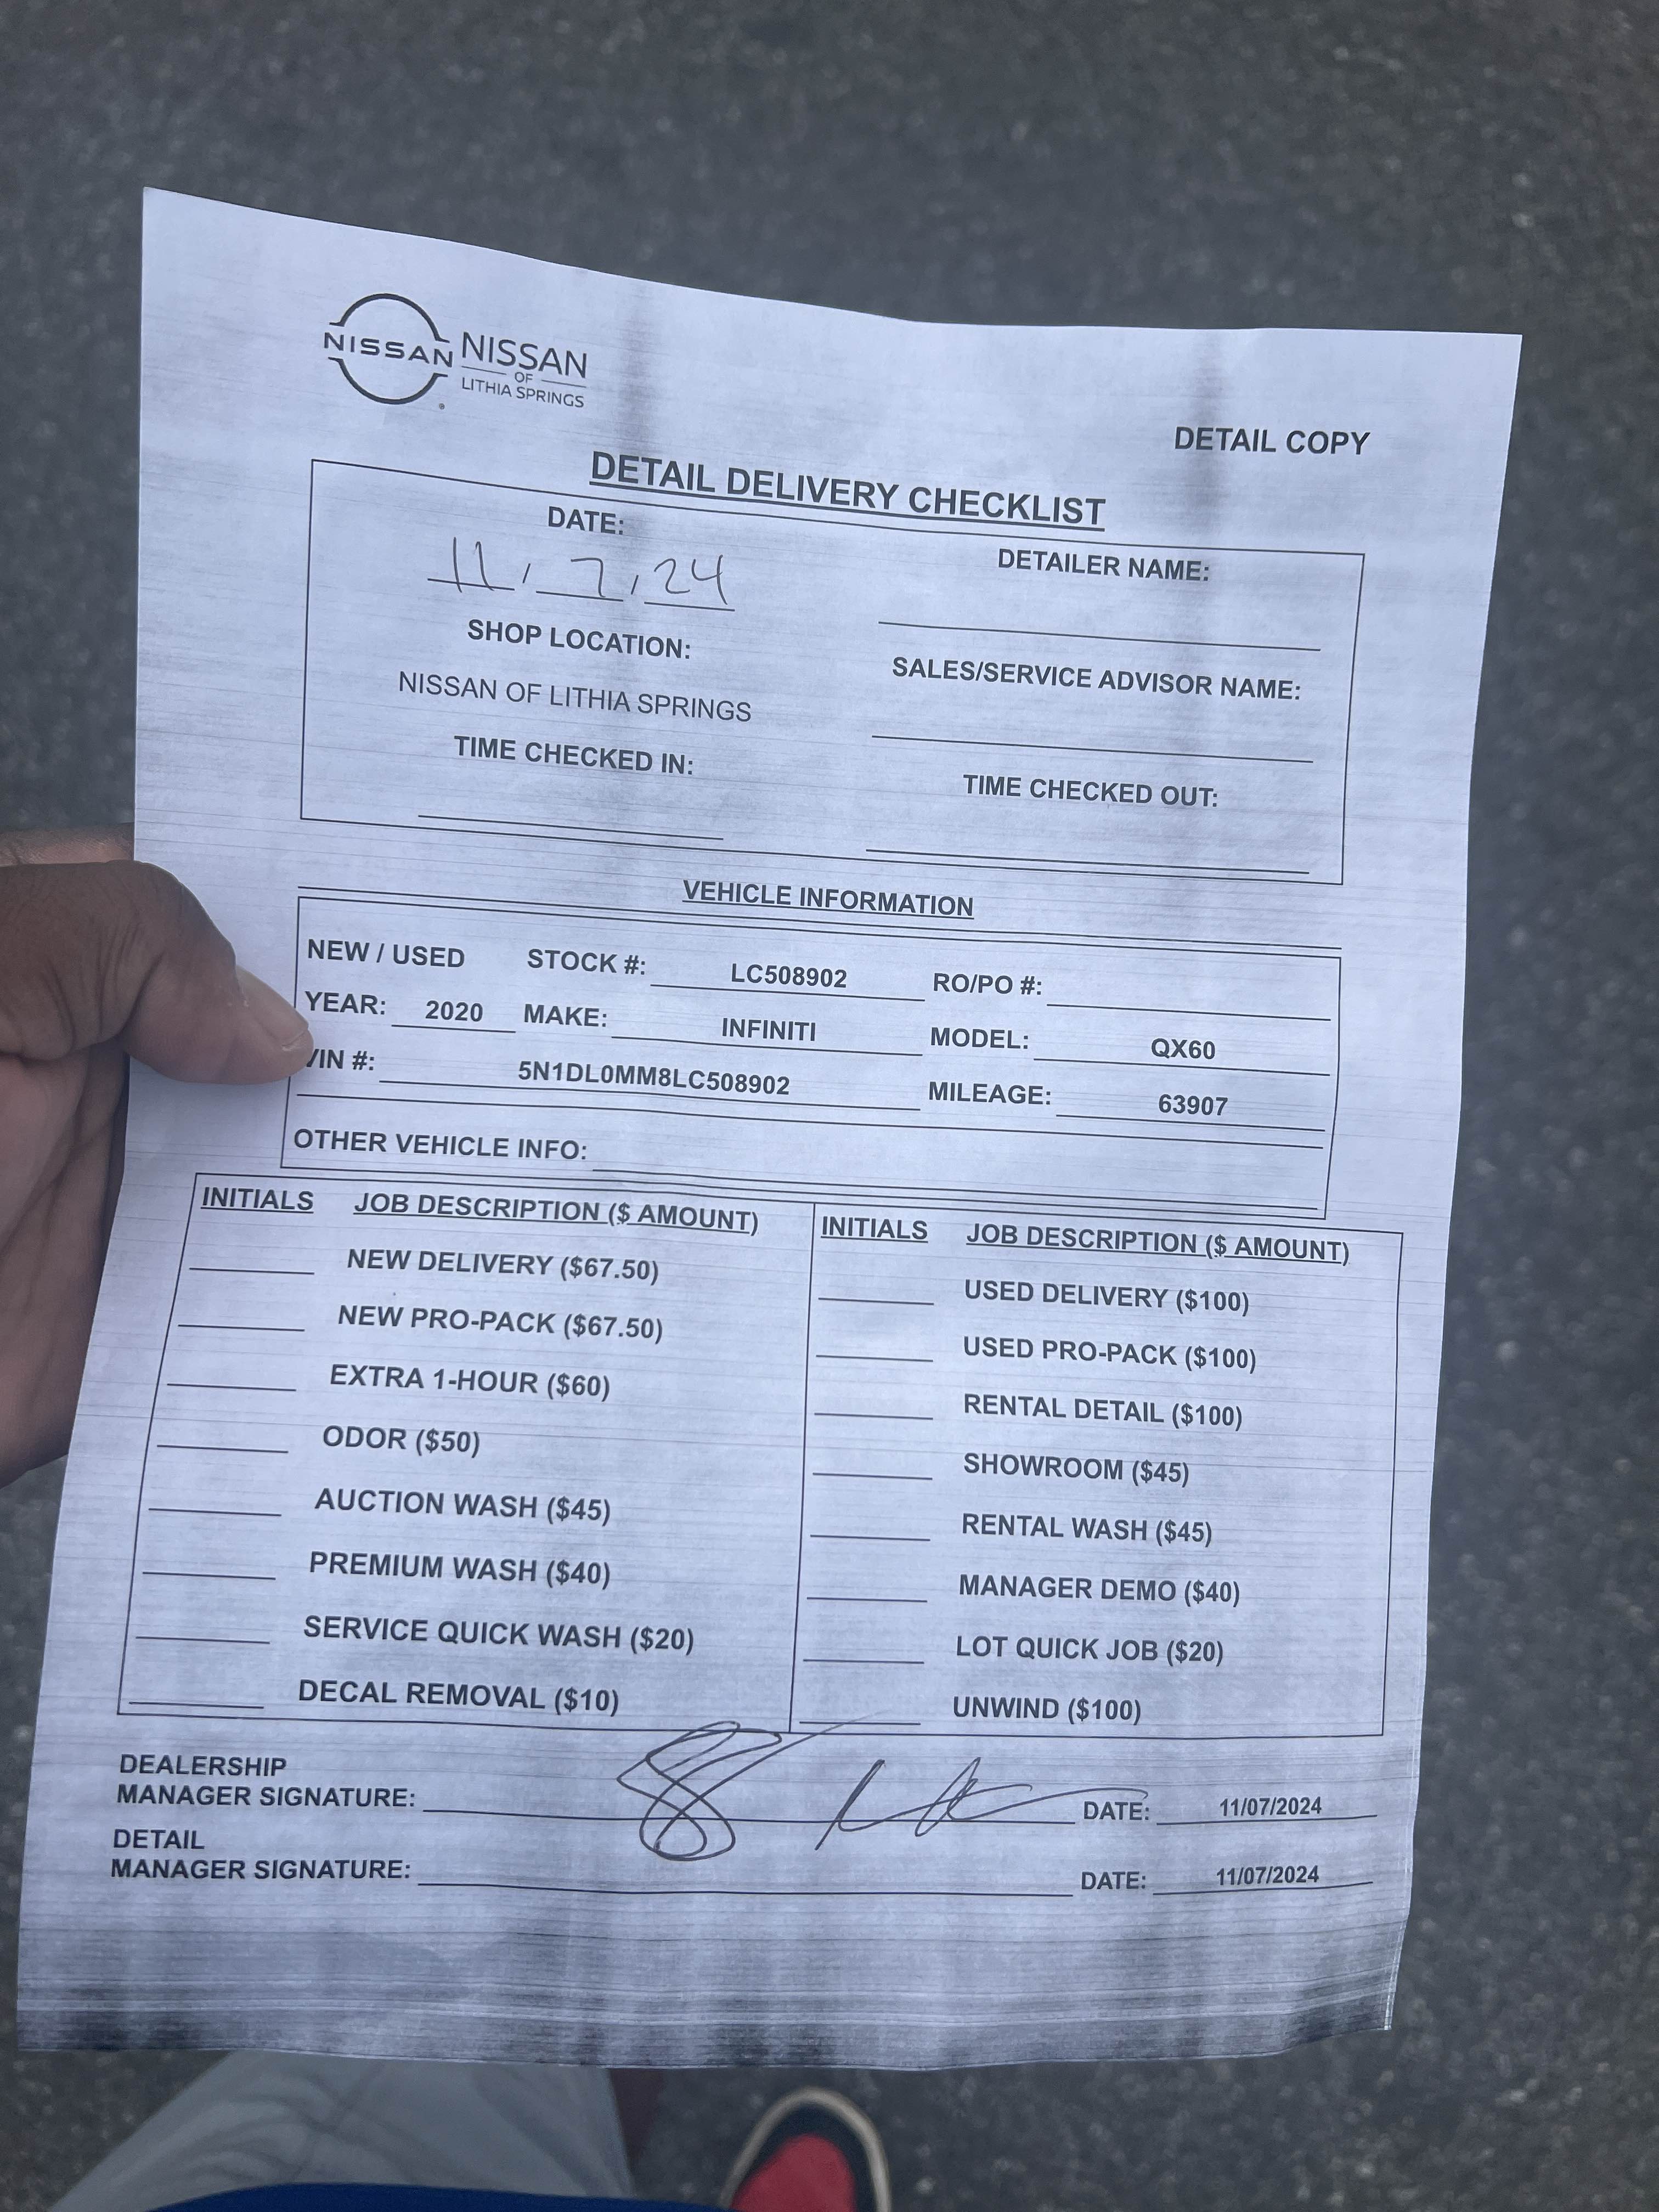 NISSAN
NISSAN
OF
LITHIA SPRINGS
DETAIL COPY
DETAIL DELIVERY CHECKLIST
DATE: DETAILER NAME:
11 / 7 / 24
SHOP LOCATION: SALES/SERVICE ADVISOR NAME:
NISSAN OF LITHIA SPRINGS
TIME CHECKED IN: TIME CHECKED OUT:
VEHICLE INFORMATION
NEW / USED STOCK #: LC508902 RO/PO #:
YEAR: 2020 MAKE: INFINITI MODEL: QX60
VIN #: 5N1DL0MM8LC508902 MILEAGE: 63907
OTHER VEHICLE INFO:
INITIALS JOB DESCRIPTION ($ AMOUNT) INITIALS JOB DESCRIPTION ($ AMOUNT)
NEW DELIVERY ($67.50) USED DELIVERY ($100)
NEW PRO-PACK ($67.50) USED PRO-PACK ($100)
EXTRA 1-HOUR ($60) RENTAL DETAIL ($100)
ODOR ($50) SHOWROOM ($45)
AUCTION WASH ($45) RENTAL WASH ($45)
PREMIUM WASH ($40) MANAGER DEMO ($40)
SERVICE QUICK WASH ($20) LOT QUICK JOB ($20)
DECAL REMOVAL ($10) UNWIND ($100)
DEALERSHIP
MANAGER SIGNATURE: DATE: 11/07/2024
DETAIL
MANAGER SIGNATURE: DATE: 11/07/2024